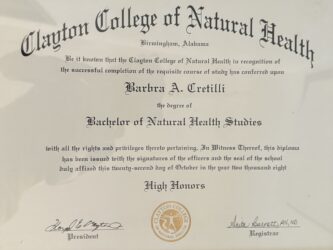 Clayton College of Natural Health
Birmingham, Alabama
Be it known that the Clayton College of Natural Health in recognition of
the successful completion of the requisite course of study has conferred upon
Barbra A. Cretilli
the degree of
Bachelor of Natural Health Studies
with all the rights and privileges thereto pertaining. In Witness Thereof, this diploma
has been issued with the signatures of the officers and the seal of the school
duly affixed this twenty-second day of October in the year two thousand eight
High Honors
President
Registrar